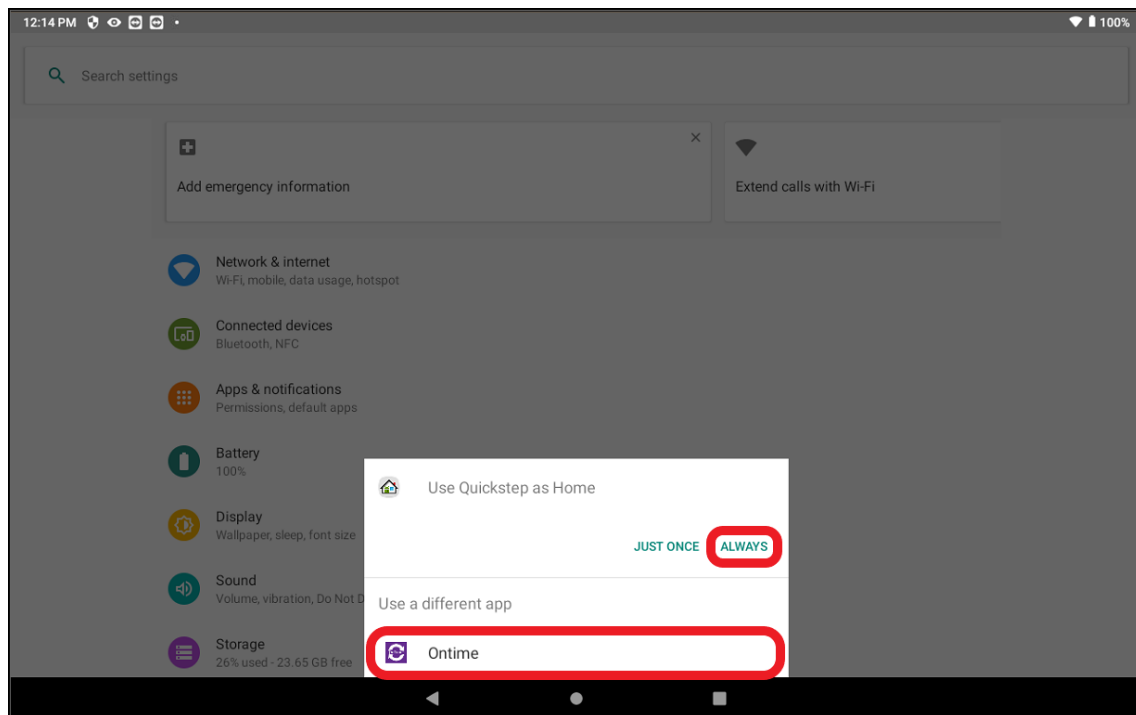 12:14 PM 100%
Search settings
Add emergency information
Extend calls with Wi-Fi
Network & internet
Wi-Fi, mobile, data usage, hotspot
Connected devices
Bluetooth, NFC
Apps & notifications
Permissions, default apps
Battery
100%
Display
Wallpaper, sleep, font size
Sound
Volume, vibration, Do Not D
Storage
26% used - 23.65 GB free
Use Quickstep as Home
JUST ONCE ALWAYS
Use a different app
Ontime